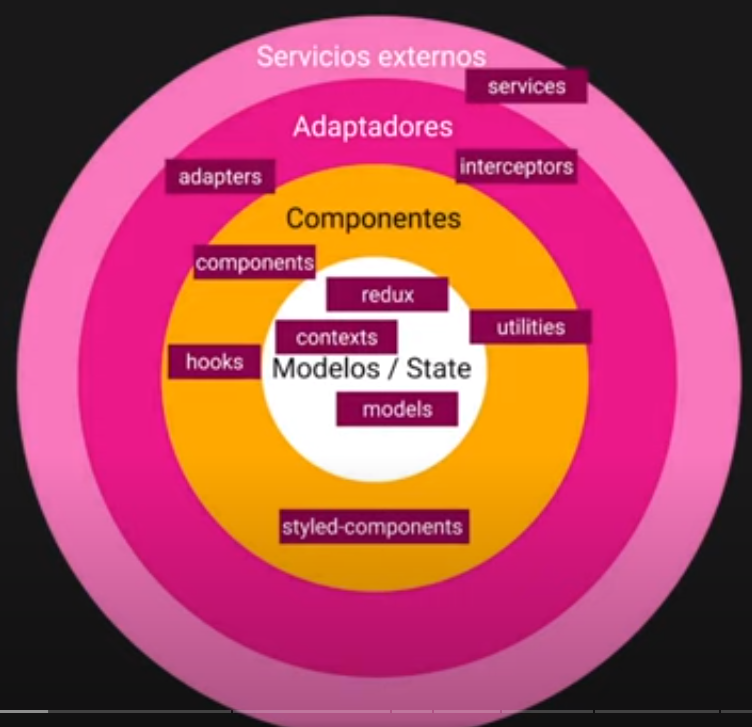 Servicios externos
services
Adaptadores
adapters
interceptors
Componentes
components
redux
contexts
utilities
hooks
Modelos / State
models
styled-components